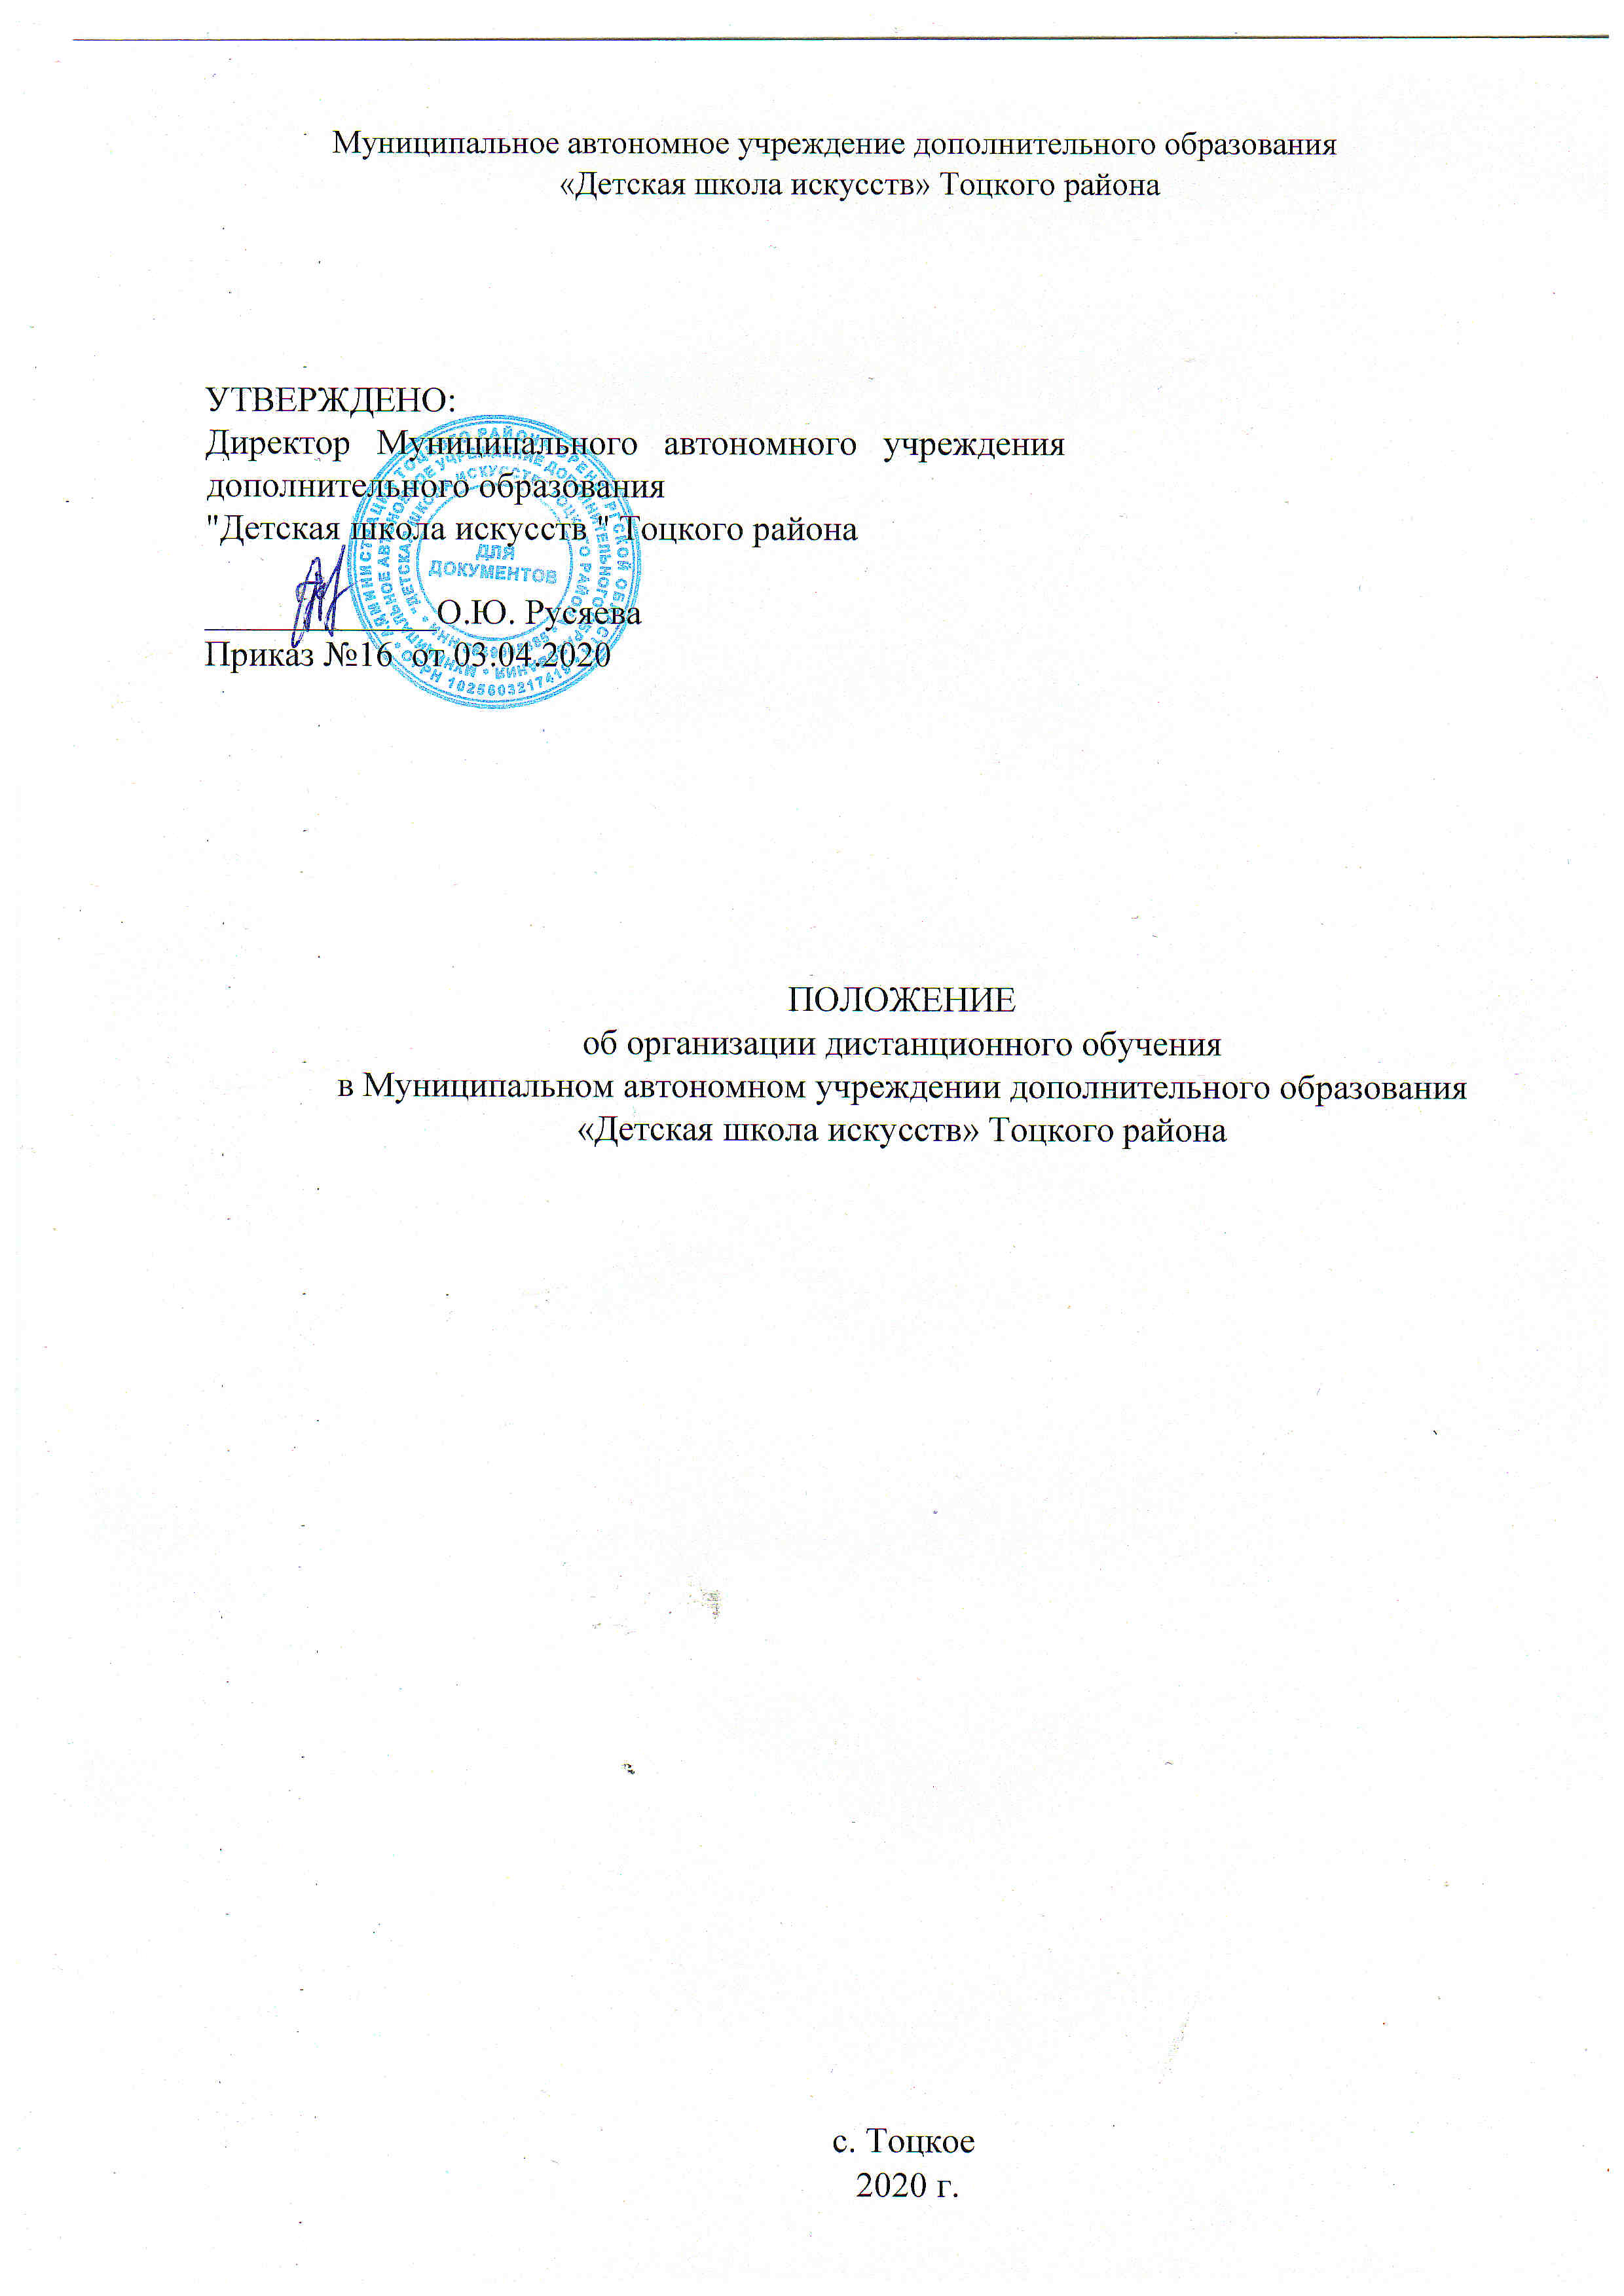 Муниципальное автономное учреждение дополнительного образования
«Детская школа искусств» Тоцкого района
УТВЕРЖДЕНО:
Директор Муниципального автономного учреждения
дополнительного образования
"Детская школа искусств " Тоцкого района
ДЛЯ
ДОКУМЕНТОВ
О.Ю. Русяева
Приказ №16 от 03.04.2020
ПОЛОЖЕНИЕ
об организации дистанционного обучения
в Муниципальном автономном учреждении дополнительного образования
«Детская школа искусств» Тоцкого района
с. Тоцкое
2020 г.